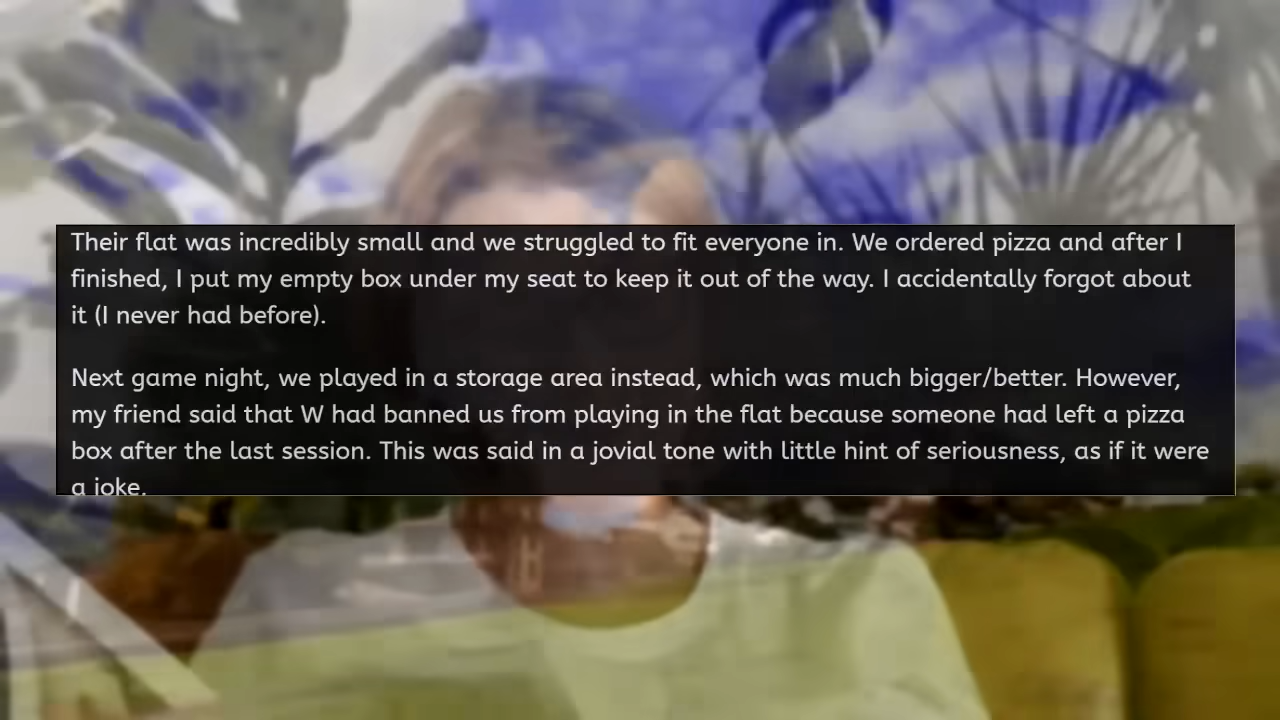 Their flat was incredibly small and we struggled to fit everyone in. We ordered pizza and after I
finished, I put my empty box under my seat to keep it out of the way. I accidentally forgot about
it (I never had before).
Next game night, we played in a storage area instead, which was much bigger/better. However,
my friend said that W had banned us from playing in the flat because someone had left a pizza
box after the last session. This was said in a jovial tone with little hint of seriousness, as if it were
a joke.